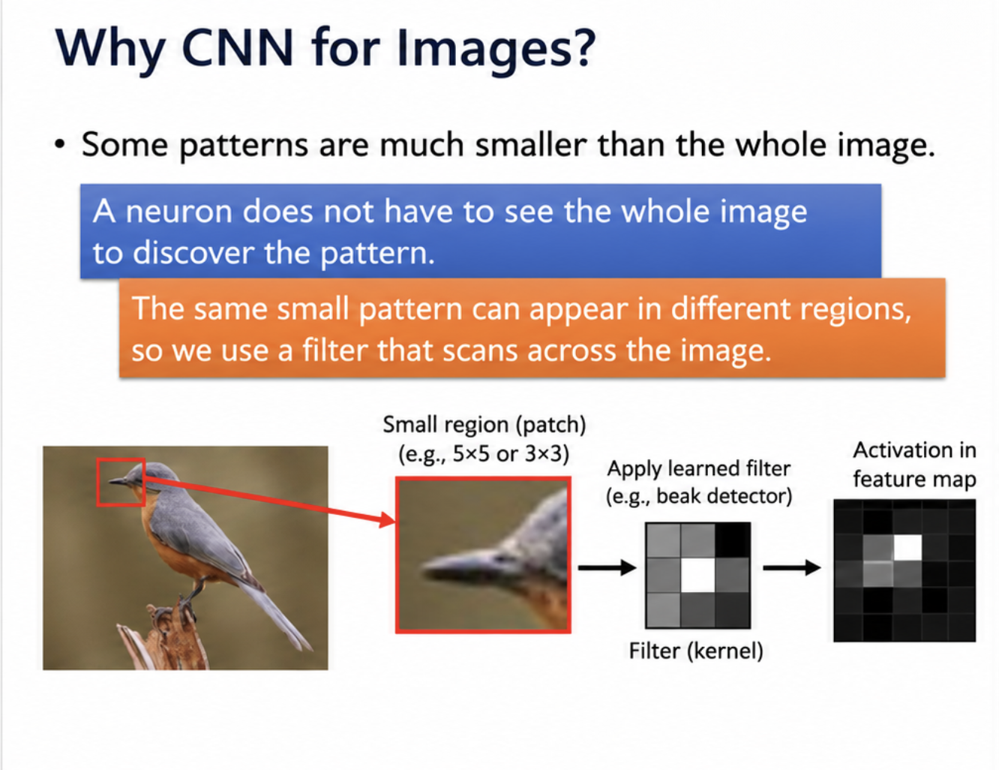 Why CNN for Images?
• Some patterns are much smaller than the whole image.
A neuron does not have to see the whole image
to discover the pattern.
The same small pattern can appear in different regions,
so we use a filter that scans across the image.
Small region (patch)
(e.g., 5×5 or 3×3)
Apply learned filter
(e.g., beak detector)
Filter (kernel)
Activation in
feature map